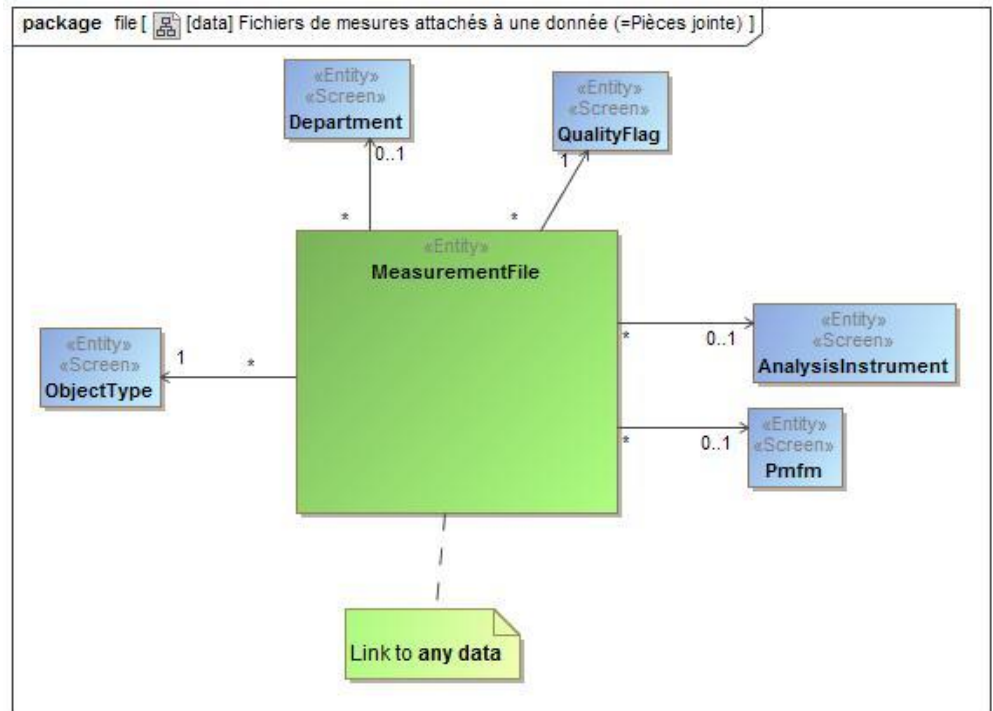 package file [ [data] Fichiers de mesures attachés à une donnée (=Pièces jointe) ]
«Entity»
«Screen»
Department
0..1
*
«Entity»
«Screen»
QualityFlag
1
*
«Entity»
MeasurementFile
«Entity»
«Screen»
ObjectType
1
*
*
0..1
«Entity»
«Screen»
AnalysisInstrument
*
0..1
«Entity»
«Screen»
Pmfm
Link to any data